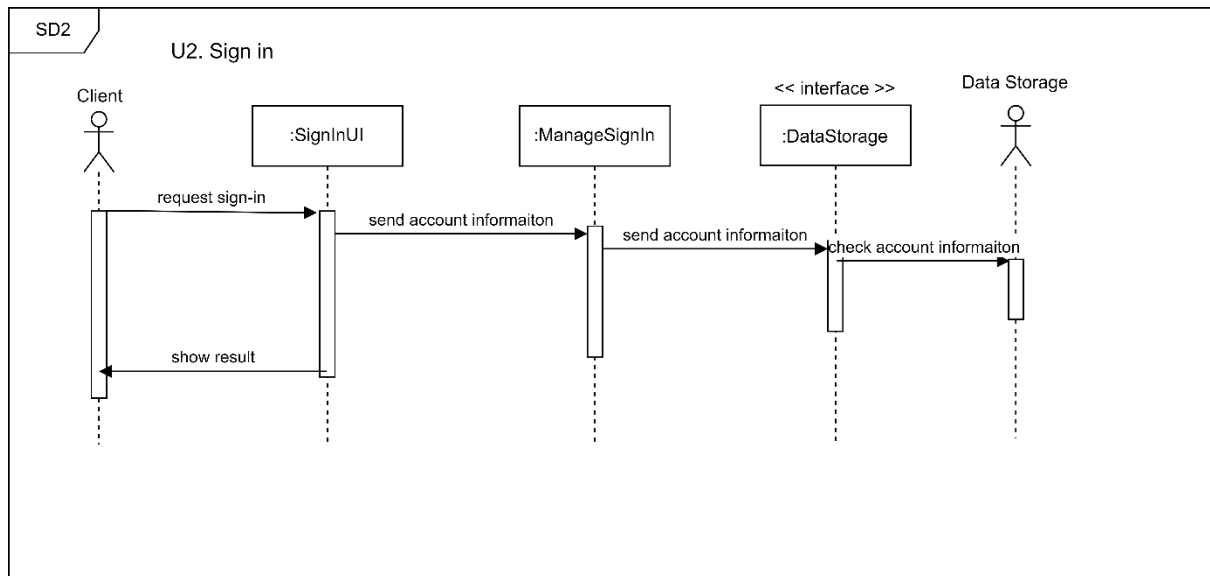 SD2
U2. Sign in
Client
:SignInUI
:ManageSignIn
<< interface >>
:DataStorage
Data Storage
request sign-in
send account informaiton
send account informaiton
check account informaiton
show result